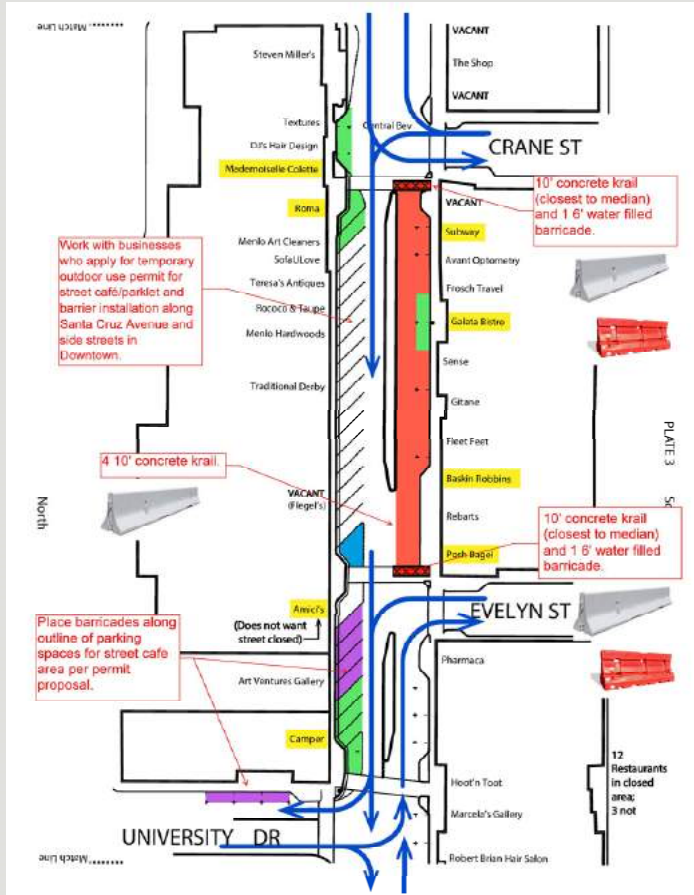 Match Line
VACANT
Steven Miller's
The Shop
VACANT
Textures
Central Bev
DJ's Hair Design
CRANE ST
Medemoiselle Colette
10' concrete krail
(closest to median)
and 1 6' water filled
barricade.
Roma
VACANT
Subway
Work with businesses
who apply for temporary
outdoor use permit for
street café/parklet and
barrier installation along
Santa Cruz Avenue and
side streets in
Downtown.
Menlo Art Cleaners
SofaULove
Avant Optometry
Teresa's Antiques
Frosch Travel
Rococo & Taupe
Galata Bistro
Menlo Hardwoods
Sense
Traditional Derby
Gitane
PLATE 3
Fleet Feet
4 10' concrete krail.
Baskin Robbins
VACANT
(Flegel's)
North
Rebarts
10' concrete krail
(closest to median)
and 1 6' water filled
barricade.
Posh Bagel
Amici's
(Does not want
street closed)
EVELYN ST
Place barricades along
outline of parking
spaces for street cafe
area per permit
proposal.
Pharmaca
Art Ventures Gallery
Camper
12
Restaurants
in closed
area;
3 not
Hoot'n Toot
Marcela's Gallery
UNIVERSITY DR
Match Line
Robert Brian Hair Salon